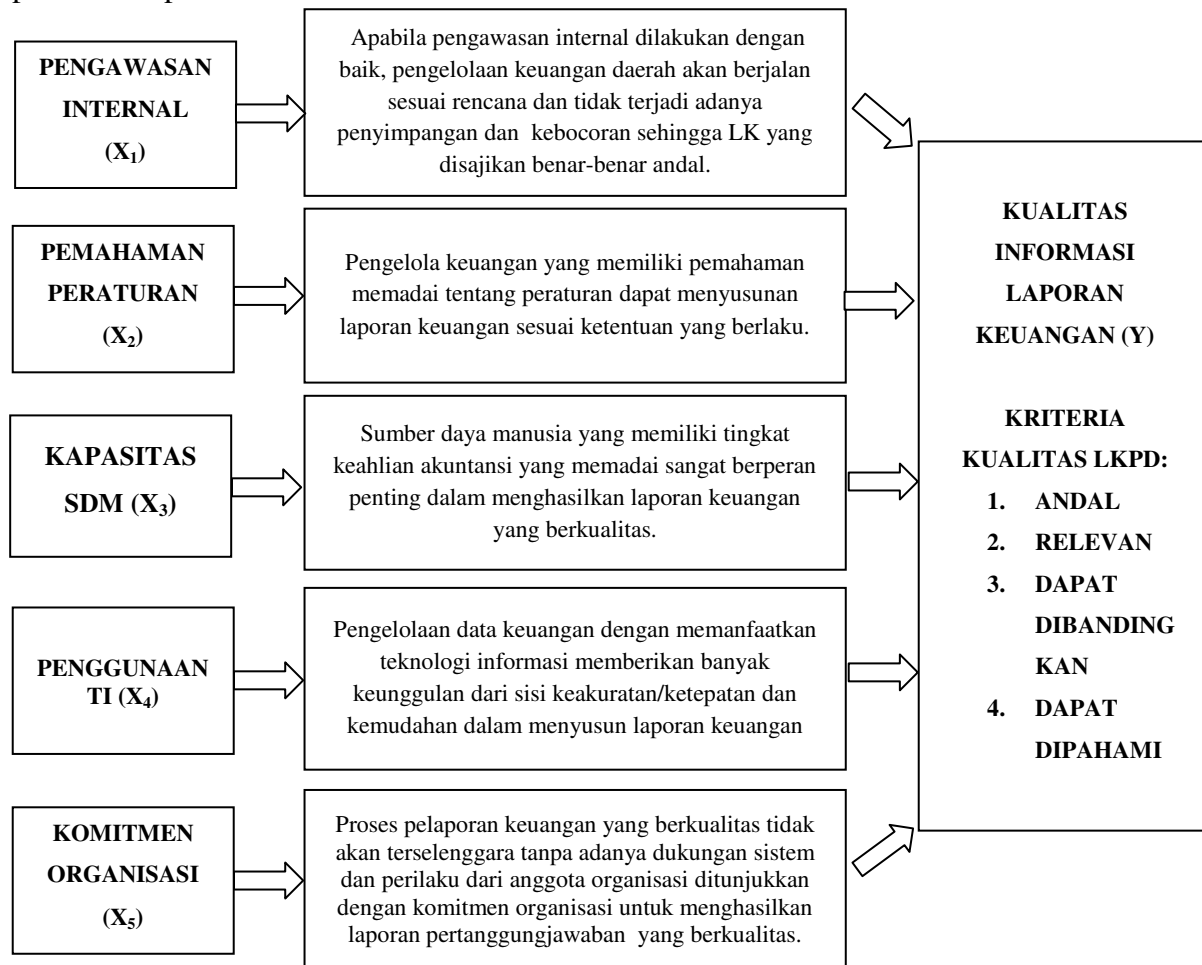 PENGAWASAN
INTERNAL
(X1)
Apabila pengawasan internal dilakukan dengan
baik, pengelolaan keuangan daerah akan berjalan
sesuai rencana dan tidak terjadi adanya
penyimpangan dan kebocoran sehingga LK yang
disajikan benar-benar andal.
PEMAHAMAN
PERATURAN
(X2)
Pengelola keuangan yang memiliki pemahaman
memadai tentang peraturan dapat menyusunan
laporan keuangan sesuai ketentuan yang berlaku.
KAPASITAS
SDM (X3)
Sumber daya manusia yang memiliki tingkat
keahlian akuntansi yang memadai sangat berperan
penting dalam menghasilkan laporan keuangan
yang berkualitas.
PENGGUNAAN
TI (X4)
Pengelolaan data keuangan dengan memanfaatkan
teknologi informasi memberikan banyak
keunggulan dari sisi keakuratan/ketepatan dan
kemudahan dalam menyusun laporan keuangan
KOMITMEN
ORGANISASI
(X5)
Proses pelaporan keuangan yang berkualitas tidak
akan terselenggara tanpa adanya dukungan sistem
dan perilaku dari anggota organisasi ditunjukkan
dengan komitmen organisasi untuk menghasilkan
laporan pertanggungjawaban yang berkualitas.
KUALITAS
INFORMASI
LAPORAN
KEUANGAN (Y)
KRITERIA
KUALITAS LKPD:
1. ANDAL
2. RELEVAN
3. DAPAT
DIBANDING
KAN
4. DAPAT
DIPAHAMI